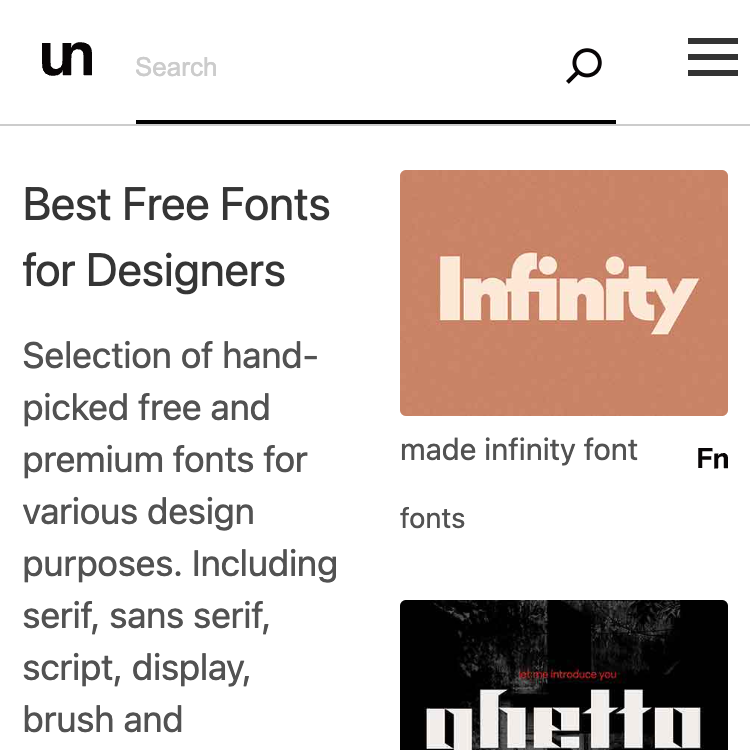 un
Search
Best Free Fonts
for Designers
Selection of hand-
picked free and
premium fonts for
various design
purposes. Including
serif, sans serif,
script, display,
brush and
Infinity
made infinity font
Fn
fonts
let me introduce you
ghetto